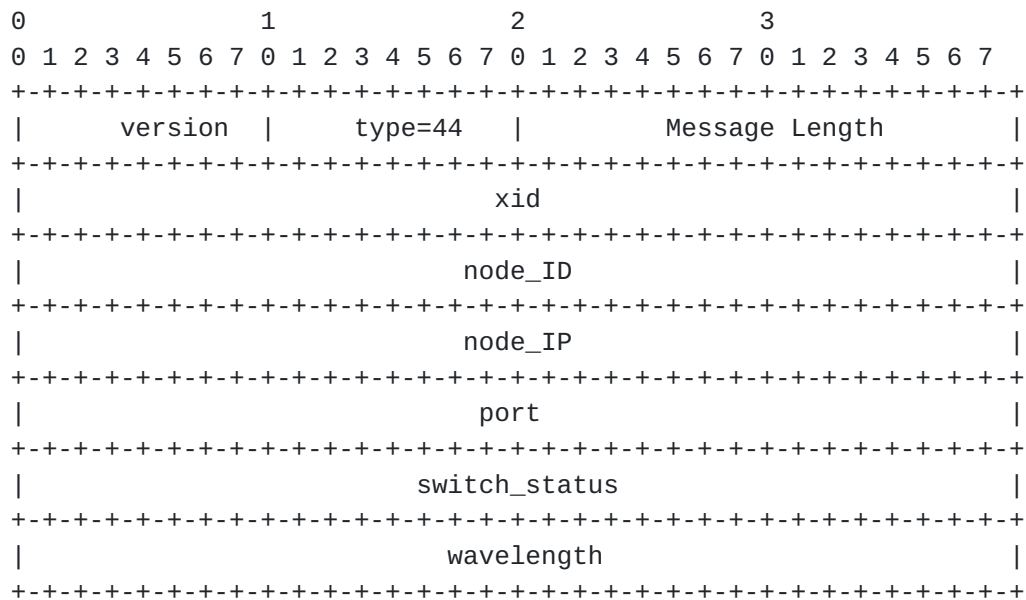 0               1               2               3
0 1 2 3 4 5 6 7 0 1 2 3 4 5 6 7 0 1 2 3 4 5 6 7 0 1 2 3 4 5 6 7
+-+-+-+-+-+-+-+-+-+-+-+-+-+-+-+-+-+-+-+-+-+-+-+-+-+-+-+-+-+-+-+-+
|      version  |     type=44   |         Message Length        |
+-+-+-+-+-+-+-+-+-+-+-+-+-+-+-+-+-+-+-+-+-+-+-+-+-+-+-+-+-+-+-+-+
|                              xid                              |
+-+-+-+-+-+-+-+-+-+-+-+-+-+-+-+-+-+-+-+-+-+-+-+-+-+-+-+-+-+-+-+-+
|                            node_ID                            |
+-+-+-+-+-+-+-+-+-+-+-+-+-+-+-+-+-+-+-+-+-+-+-+-+-+-+-+-+-+-+-+-+
|                            node_IP                            |
+-+-+-+-+-+-+-+-+-+-+-+-+-+-+-+-+-+-+-+-+-+-+-+-+-+-+-+-+-+-+-+-+
|                             port                              |
+-+-+-+-+-+-+-+-+-+-+-+-+-+-+-+-+-+-+-+-+-+-+-+-+-+-+-+-+-+-+-+-+
|                         switch_status                         |
+-+-+-+-+-+-+-+-+-+-+-+-+-+-+-+-+-+-+-+-+-+-+-+-+-+-+-+-+-+-+-+-+
|                           wavelength                          |
+-+-+-+-+-+-+-+-+-+-+-+-+-+-+-+-+-+-+-+-+-+-+-+-+-+-+-+-+-+-+-+-+